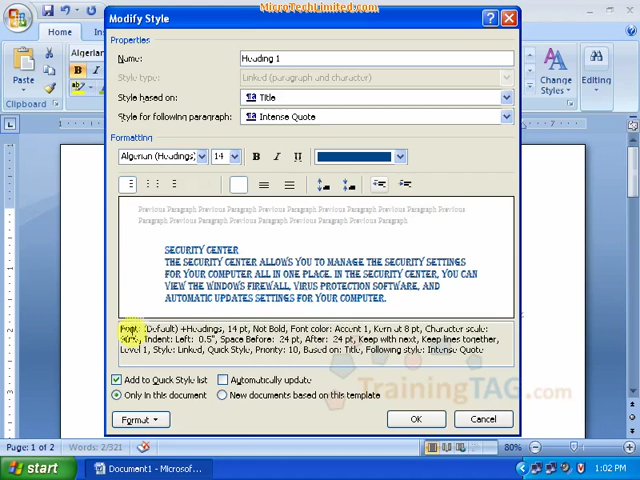 MicroTechLimited.com
Modify Style
Home
Algerian
B
Paste
Clipboard
Change
Styles
Editing
Properties
Name: Heading 1
Style type: Linked (paragraph and character)
Style based on: Title
Style for following paragraph: Intense Quote
Formatting
Algerian (Headings) 14 B I U
Previous Paragraph Previous Paragraph Previous Paragraph Previous Paragraph Previous Paragraph
Previous Paragraph Previous Paragraph Previous Paragraph Previous Paragraph
SECURITY CENTER
THE SECURITY CENTER ALLOWS YOU TO MANAGE THE SECURITY SETTINGS
FOR YOUR COMPUTER ALL IN ONE PLACE. IN THE SECURITY CENTER, YOU CAN
VIEW THE WINDOWS FIREWALL, VIRUS PROTECTION SOFTWARE, AND
AUTOMATIC UPDATES SETTINGS FOR YOUR COMPUTER.
Font: (Default) +Headings, 14 pt, Not Bold, Font color: Accent 1, Kern at 8 pt, Character scale:
90%, Indent: Left: 0.5", Space Before: 24 pt, After: 24 pt, Keep with next, Keep lines together,
Level 1, Style: Linked, Quick Style, Priority: 10, Based on: Title, Following style: Intense Quote
Add to Quick Style list Automatically update
Only in this document New documents based on this template
TrainingTAG.com
Format OK Cancel
Page: 1 of 2 Words: 2/321 80%
start Document1 - Microsof... 1:02 PM